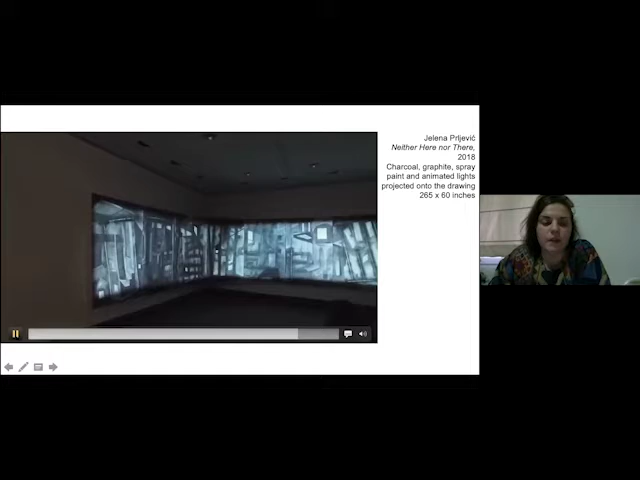 Jelena Prljević
Neither Here nor There,
2018
Charcoal, graphite, spray
paint and animated lights
projected onto the drawing
265 x 60 inches